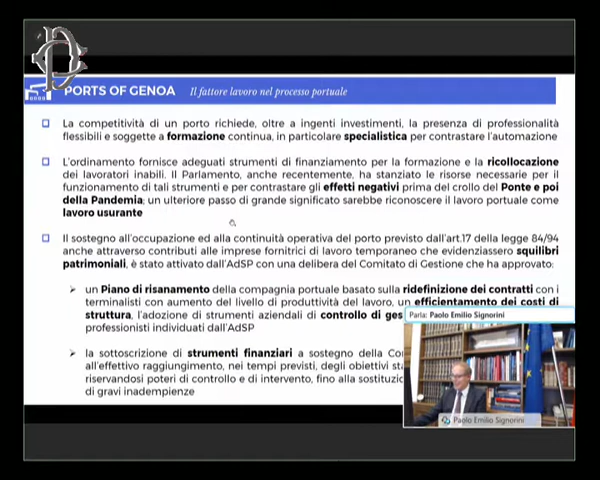 PORTS OF GENOA Il fattore lavoro nel processo portuale
La competitività di un porto richiede, oltre a ingenti investimenti, la presenza di professionalità
flessibili e soggette a formazione continua, in particolare specialistica per contrastare l'automazione
L'ordinamento fornisce adeguati strumenti di finanziamento per la formazione e la ricollocazione
dei lavoratori inabili. Il Parlamento, anche recentemente, ha stanziato le risorse necessarie per il
funzionamento di tali strumenti e per contrastare gli effetti negativi prima del crollo del Ponte e poi
della Pandemia; un ulteriore passo di grande significato sarebbe riconoscere il lavoro portuale come
lavoro usurante
Il sostegno all'occupazione ed alla continuità operativa del porto previsto dall'art.17 della legge 84/94
anche attraverso contributi alle imprese fornitrici di lavoro temporaneo che evidenziassero squilibri
patrimoniali, è stato attivato dall'AdSP con una delibera del Comitato di Gestione che ha approvato:
un Piano di risanamento della compagnia portuale basato sulla ridefinizione dei contratti con i
terminalisti con aumento del livello di produttività del lavoro, un efficientamento dei costi di
struttura, l'adozione di strumenti aziendali di controllo di ges
professionisti individuati dall'AdSP
la sottoscrizione di strumenti finanziari a sostegno della Co
all'effettivo raggiungimento, nei tempi previsti, degli obiettivi sta
riservandosi poteri di controllo e di intervento, fino alla sostituzic
di gravi inadempienze
Parla: Paolo Emilio Signorini
Paolo Emilio Signorini